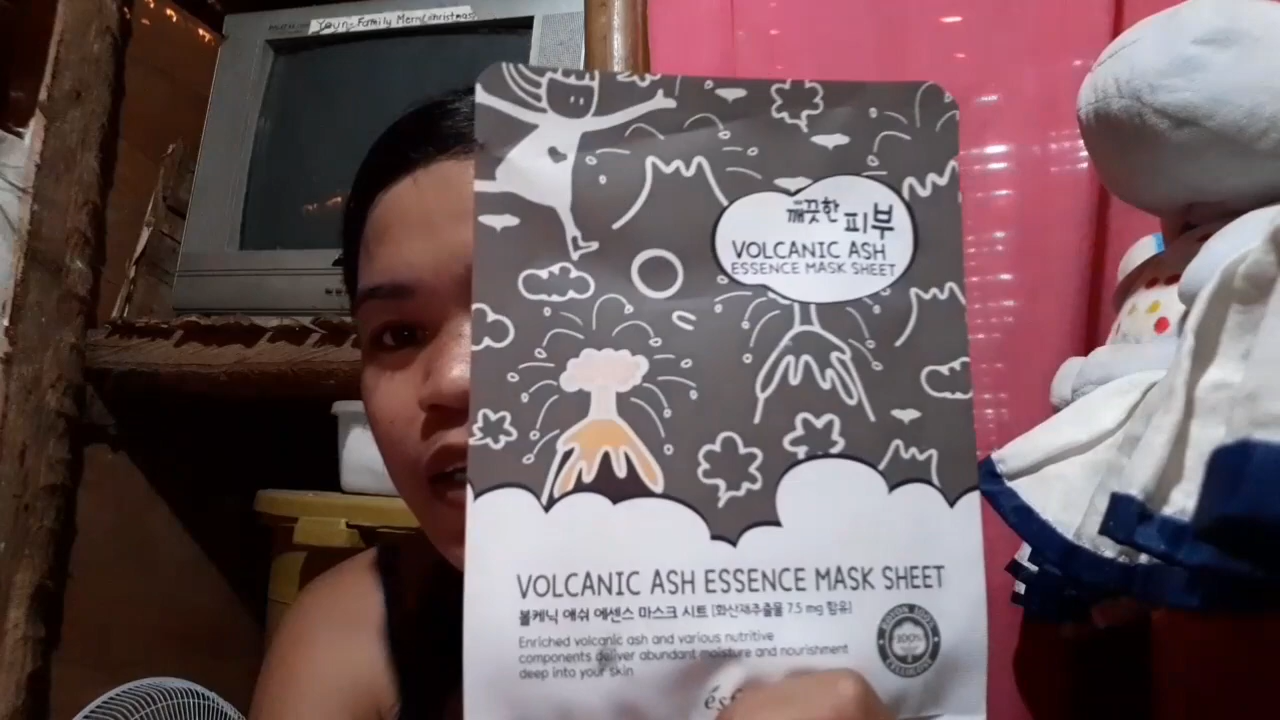 Youn-Family Merry christmas
깨끗한
피부
VOLCANIC ASH
ESSENCE MASK SHEET
VOLCANIC ASH ESSENCE MASK SHEET
볼케닉 애쉬 에센스 마스크 시트 [화산재추출물 7.5 mg 함유]
Enriched volcanic ash and various nutritive
components deliver abundant moisture and nourishment
deep into your skin
100%
CELLULOSE